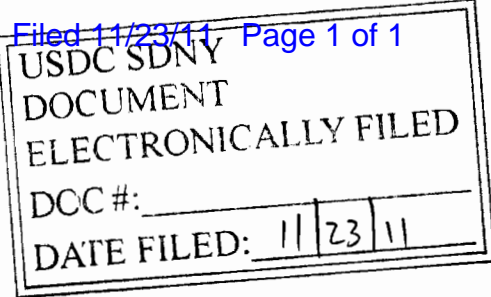 Filed 11/23/11 Page 1 of 1
USDC SDNY
DOCUMENT
ELECTRONICALLY FILED
DOC #:
DATE FILED: 11/23/11